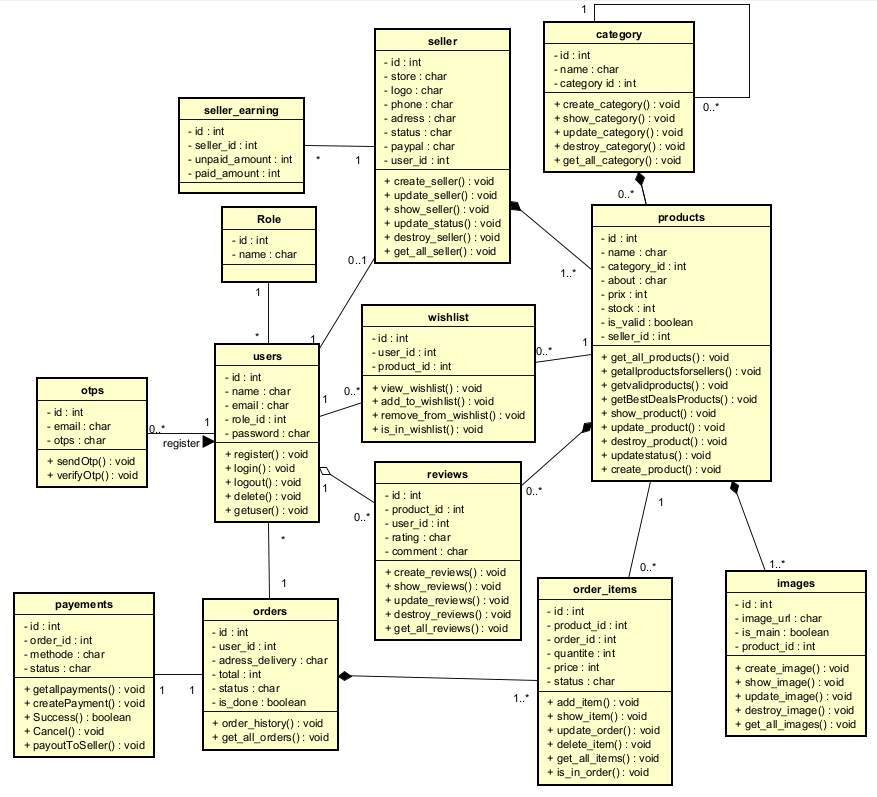 seller
- id : int
- store : char
- logo : char
- phone : char
- adress : char
- status : char
- paypal : char
- user_id : int
+ create_seller() : void
+ update_seller() : void
+ show_seller() : void
+ update_status() : void
+ destroy_seller() : void
+ get_all_seller() : void
1
category
- id : int
- name : char
- category id : int
+ create_category() : void
+ show_category() : void
+ update_category() : void
+ destroy_category() : void
+ get_all_category() : void
0..*
seller_earning
- id : int
- seller_id : int
- unpaid_amount : int
- paid_amount : int
*
1
0..*
Role
- id : int
- name : char
1
*
0..1
1
1..*
products
- id : int
- name : char
- category_id : int
- about : char
- prix : int
- stock : int
- is_valid : boolean
- seller_id : int
+ get_all_products() : void
+ getallproductsforsellers()
+ getvalidproducts() : void
+ getBestDealsProducts() : void
+ show_product() : void
+ update_product() : void
+ destroy_product() : void
+ updatestatus() : void
+ create_product() : void
wishlist
- id : int
- user_id : int
- product_id : int
+ view_wishlist() : void
+ add_to_wishlist() : void
+ remove_from_wishlist() : void
+ is_in_wishlist() : void
0..*
1
users
- id : int
- name : char
- email : char
- role_id : int
- password : char
+ register() : void
+ login() : void
+ logout() : void
+ delete() : void
+ getuser() : void
1
0..*
otps
- id : int
- email : char
- otps : char
+ sendOtp() : void
+ verifyOtp() : void
0..*
1
register
1
0..*
reviews
- id : int
- product_id : int
- user_id : int
- rating : char
- comment : char
+ create_reviews() : void
+ show_reviews() : void
+ update_reviews() : void
+ destroy_reviews() : void
+ get_all_reviews() : void
0..*
1
0..*
1..*
*
1
payements
- id : int
- order_id : int
- methode : char
- status : char
+ getallpayments() : void
+ createPayment() : void
+ Success() : boolean
+ Cancel() : void
+ payoutToSeller() : void
1
1
orders
- id : int
- user_id : int
- adress_delivery : char
- total : int
- status : char
- is_done : boolean
+ order_history() : void
+ get_all_orders() : void
1..*
order_items
- id : int
- product_id : int
- order_id : int
- quantite : int
- price : int
- status : char
+ add_item() : void
+ show_item() : void
+ update_order() : void
+ delete_item() : void
+ get_all_items() : void
+ is_in_order() : void
images
- id : int
- image_url : char
- is_main : boolean
- product_id : int
+ create_image() : void
+ show_image() : void
+ update_image() : void
+ destroy_image() : void
+ get_all_images() : void